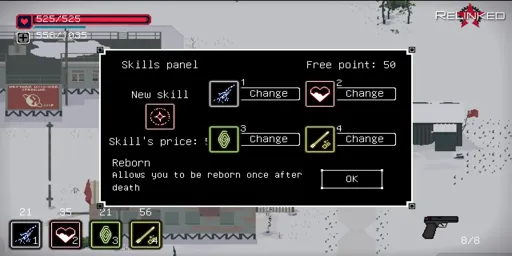 525/525
RELINKED
556/1035
Skills panel
Free point: 50
New skill
1
Change
2
Change
Skill's price:
3
Change
4
Change
Reborn
Allows you to be reborn once after
death
OK
21 35 21 56
1 2 3 4
8/8